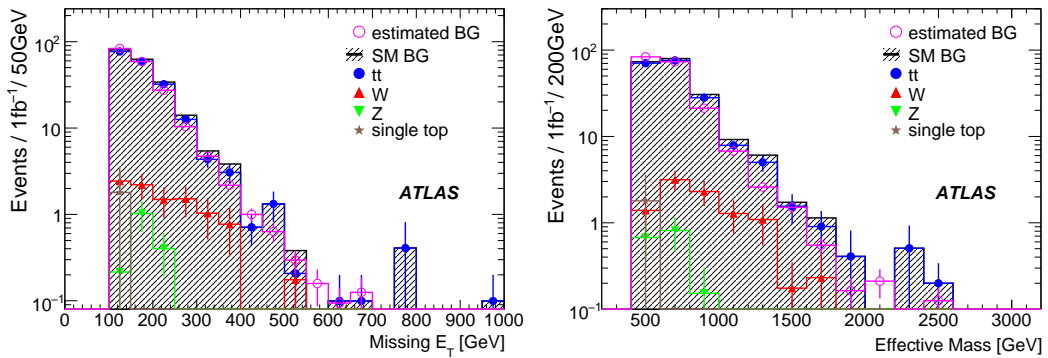 Events / 1fb⁻¹ / 50GeV
10²
10
1
10⁻¹
estimated BG
SM BG
tt
W
Z
single top
ATLAS
0 100 200 300 400 500 600 700 800 900 1000
Missing E_T [GeV]
Events / 1fb⁻¹/ 200GeV
10²
10
1
10⁻¹
estimated BG
SM BG
tt
W
Z
single top
ATLAS
500 1000 1500 2000 2500 3000
Effective Mass [GeV]